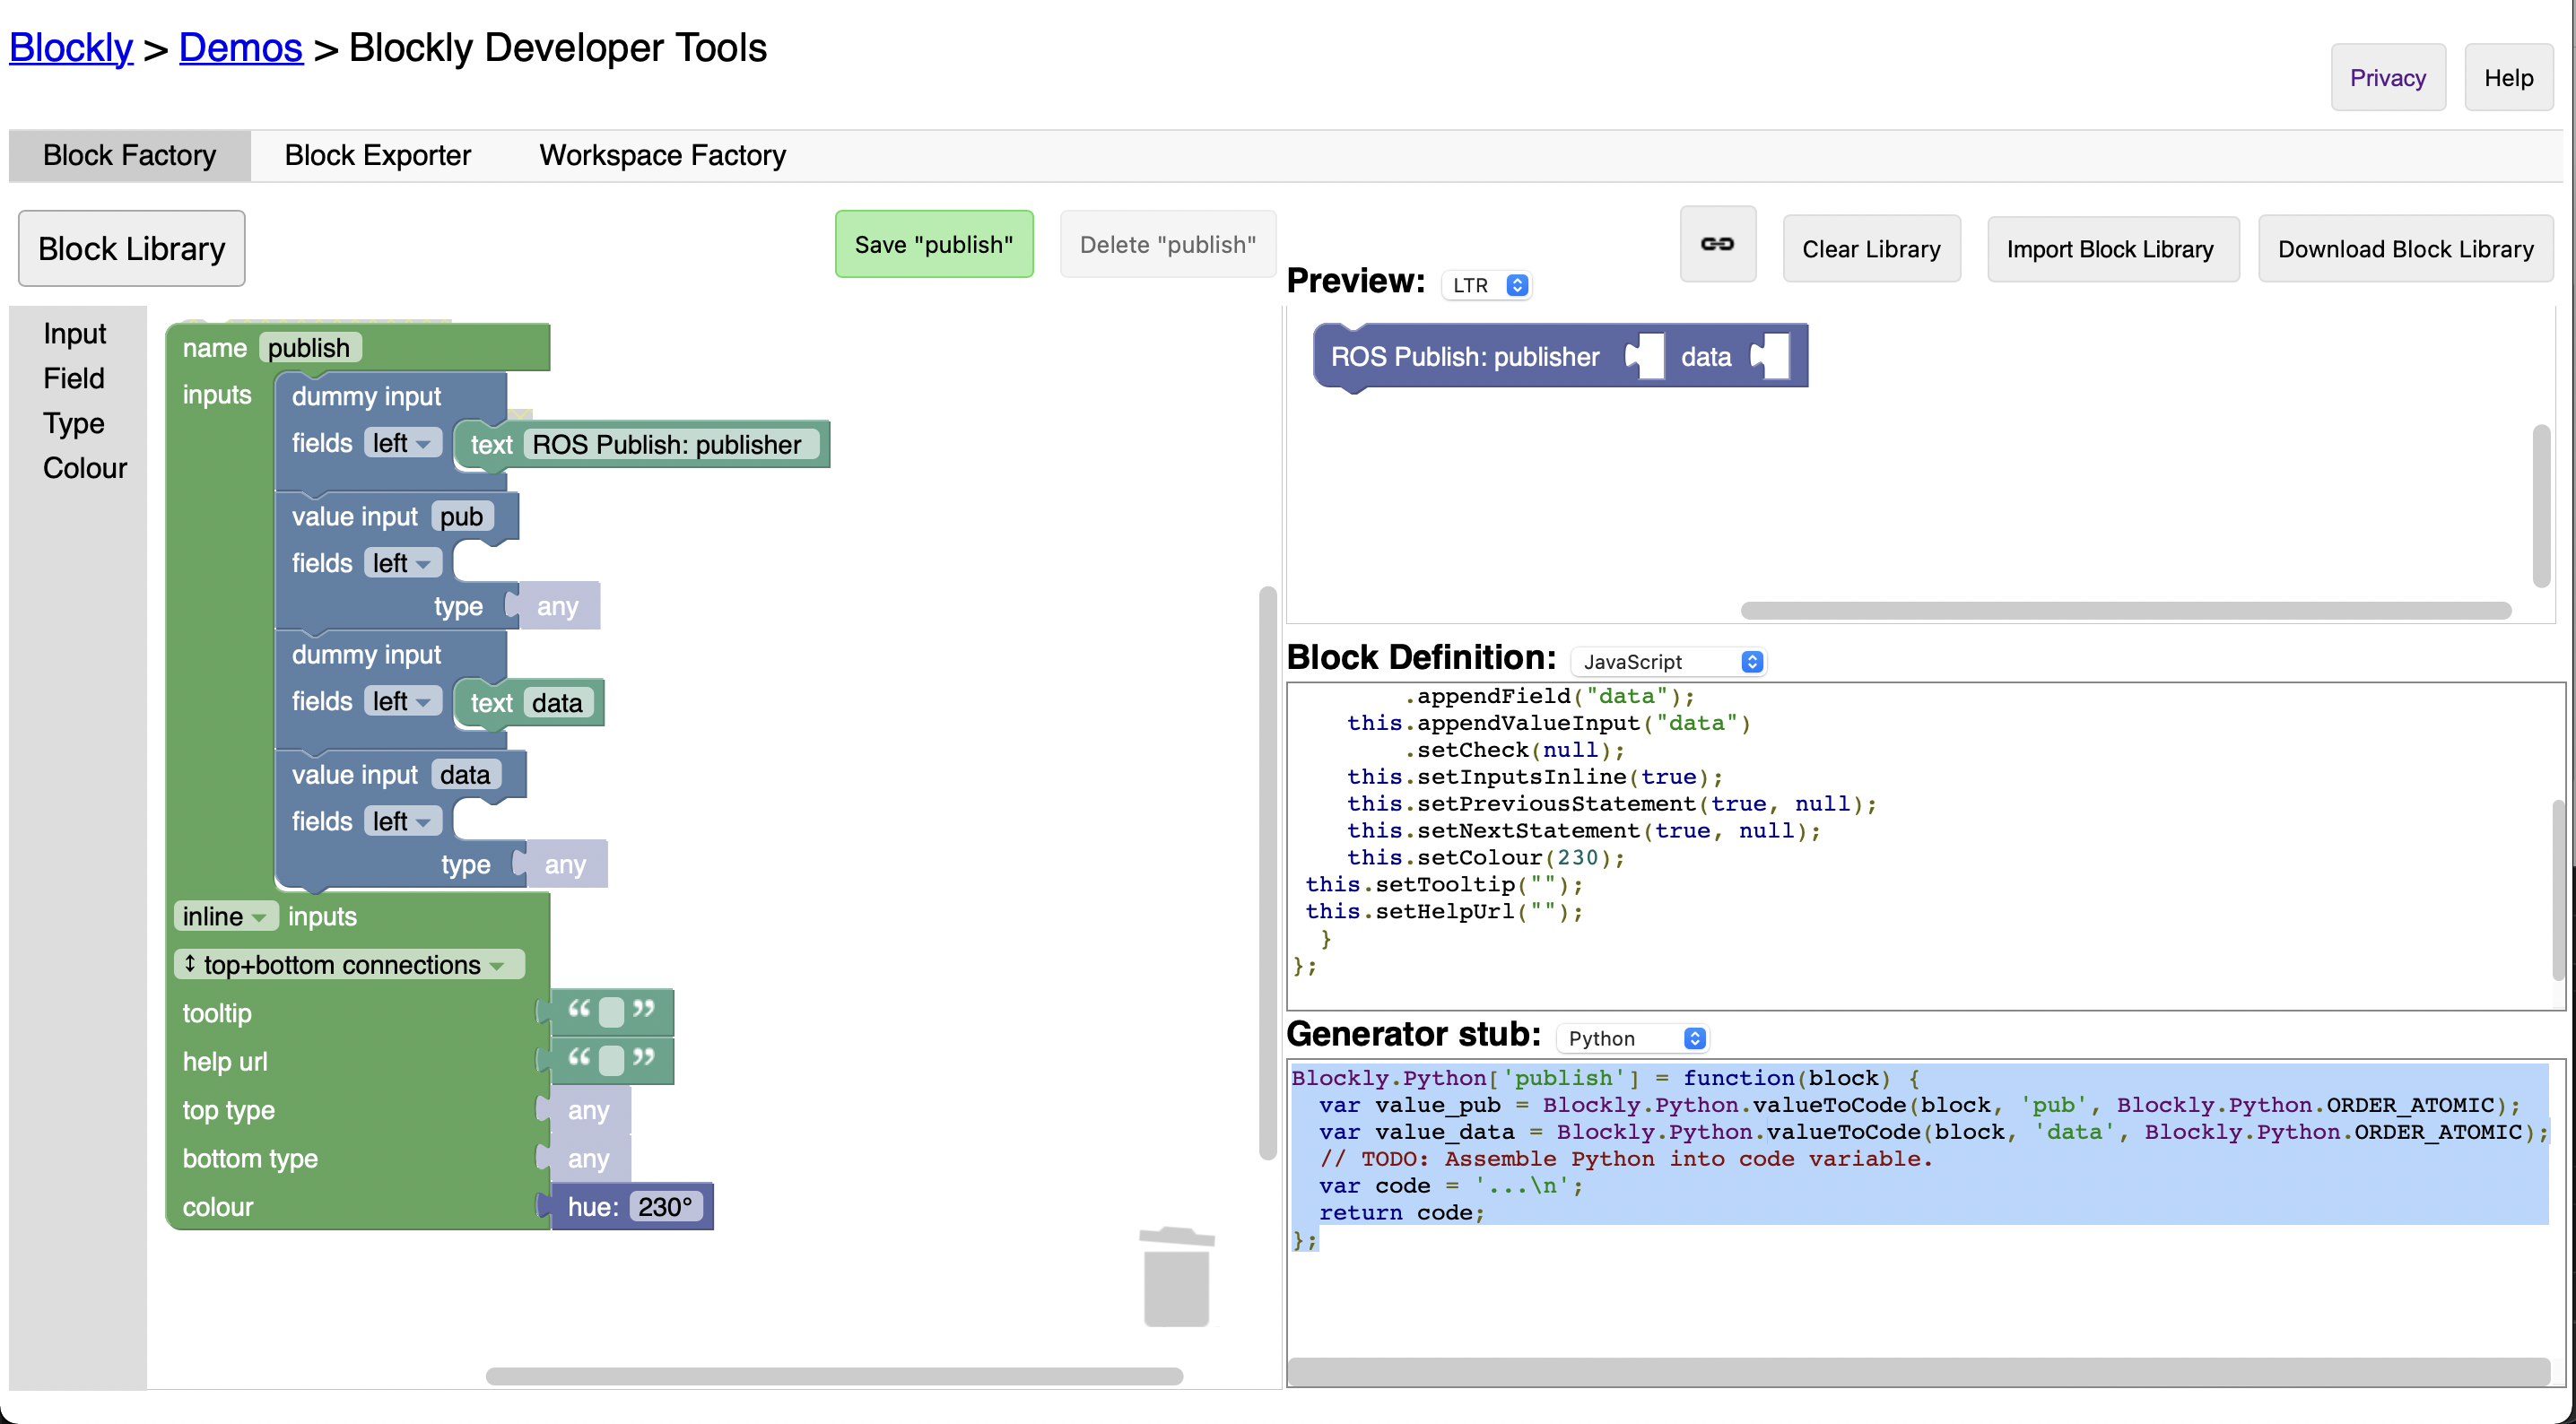 Blockly > Demos > Blockly Developer Tools
Privacy
Help
Block Factory
Block Exporter
Workspace Factory
Block Library
Save "publish"
Delete "publish"
Clear Library
Import Block Library
Download Block Library
Input
Field
Type
Colour
name publish
inputs
dummy input
fields left text ROS Publish: publisher
value input pub
fields left
type any
dummy input
fields left text data
value input data
fields left
type any
inline inputs
↕ top+bottom connections
tooltip “ ”
help url “ ”
top type any
bottom type any
colour hue: 230°
Preview: LTR
ROS Publish: publisher data
Block Definition: JavaScript
.appendField("data");
this.appendValueInput("data")
.setCheck(null);
this.setInputsInline(true);
this.setPreviousStatement(true, null);
this.setNextStatement(true, null);
this.setColour(230);
this.setTooltip("");
this.setHelpUrl("");
}
};
Generator stub: Python
Blockly.Python['publish'] = function(block) {
var value_pub = Blockly.Python.valueToCode(block, 'pub', Blockly.Python.ORDER_ATOMIC);
var value_data = Blockly.Python.valueToCode(block, 'data', Blockly.Python.ORDER_ATOMIC);
// TODO: Assemble Python into code variable.
var code = '...\n';
return code;
};